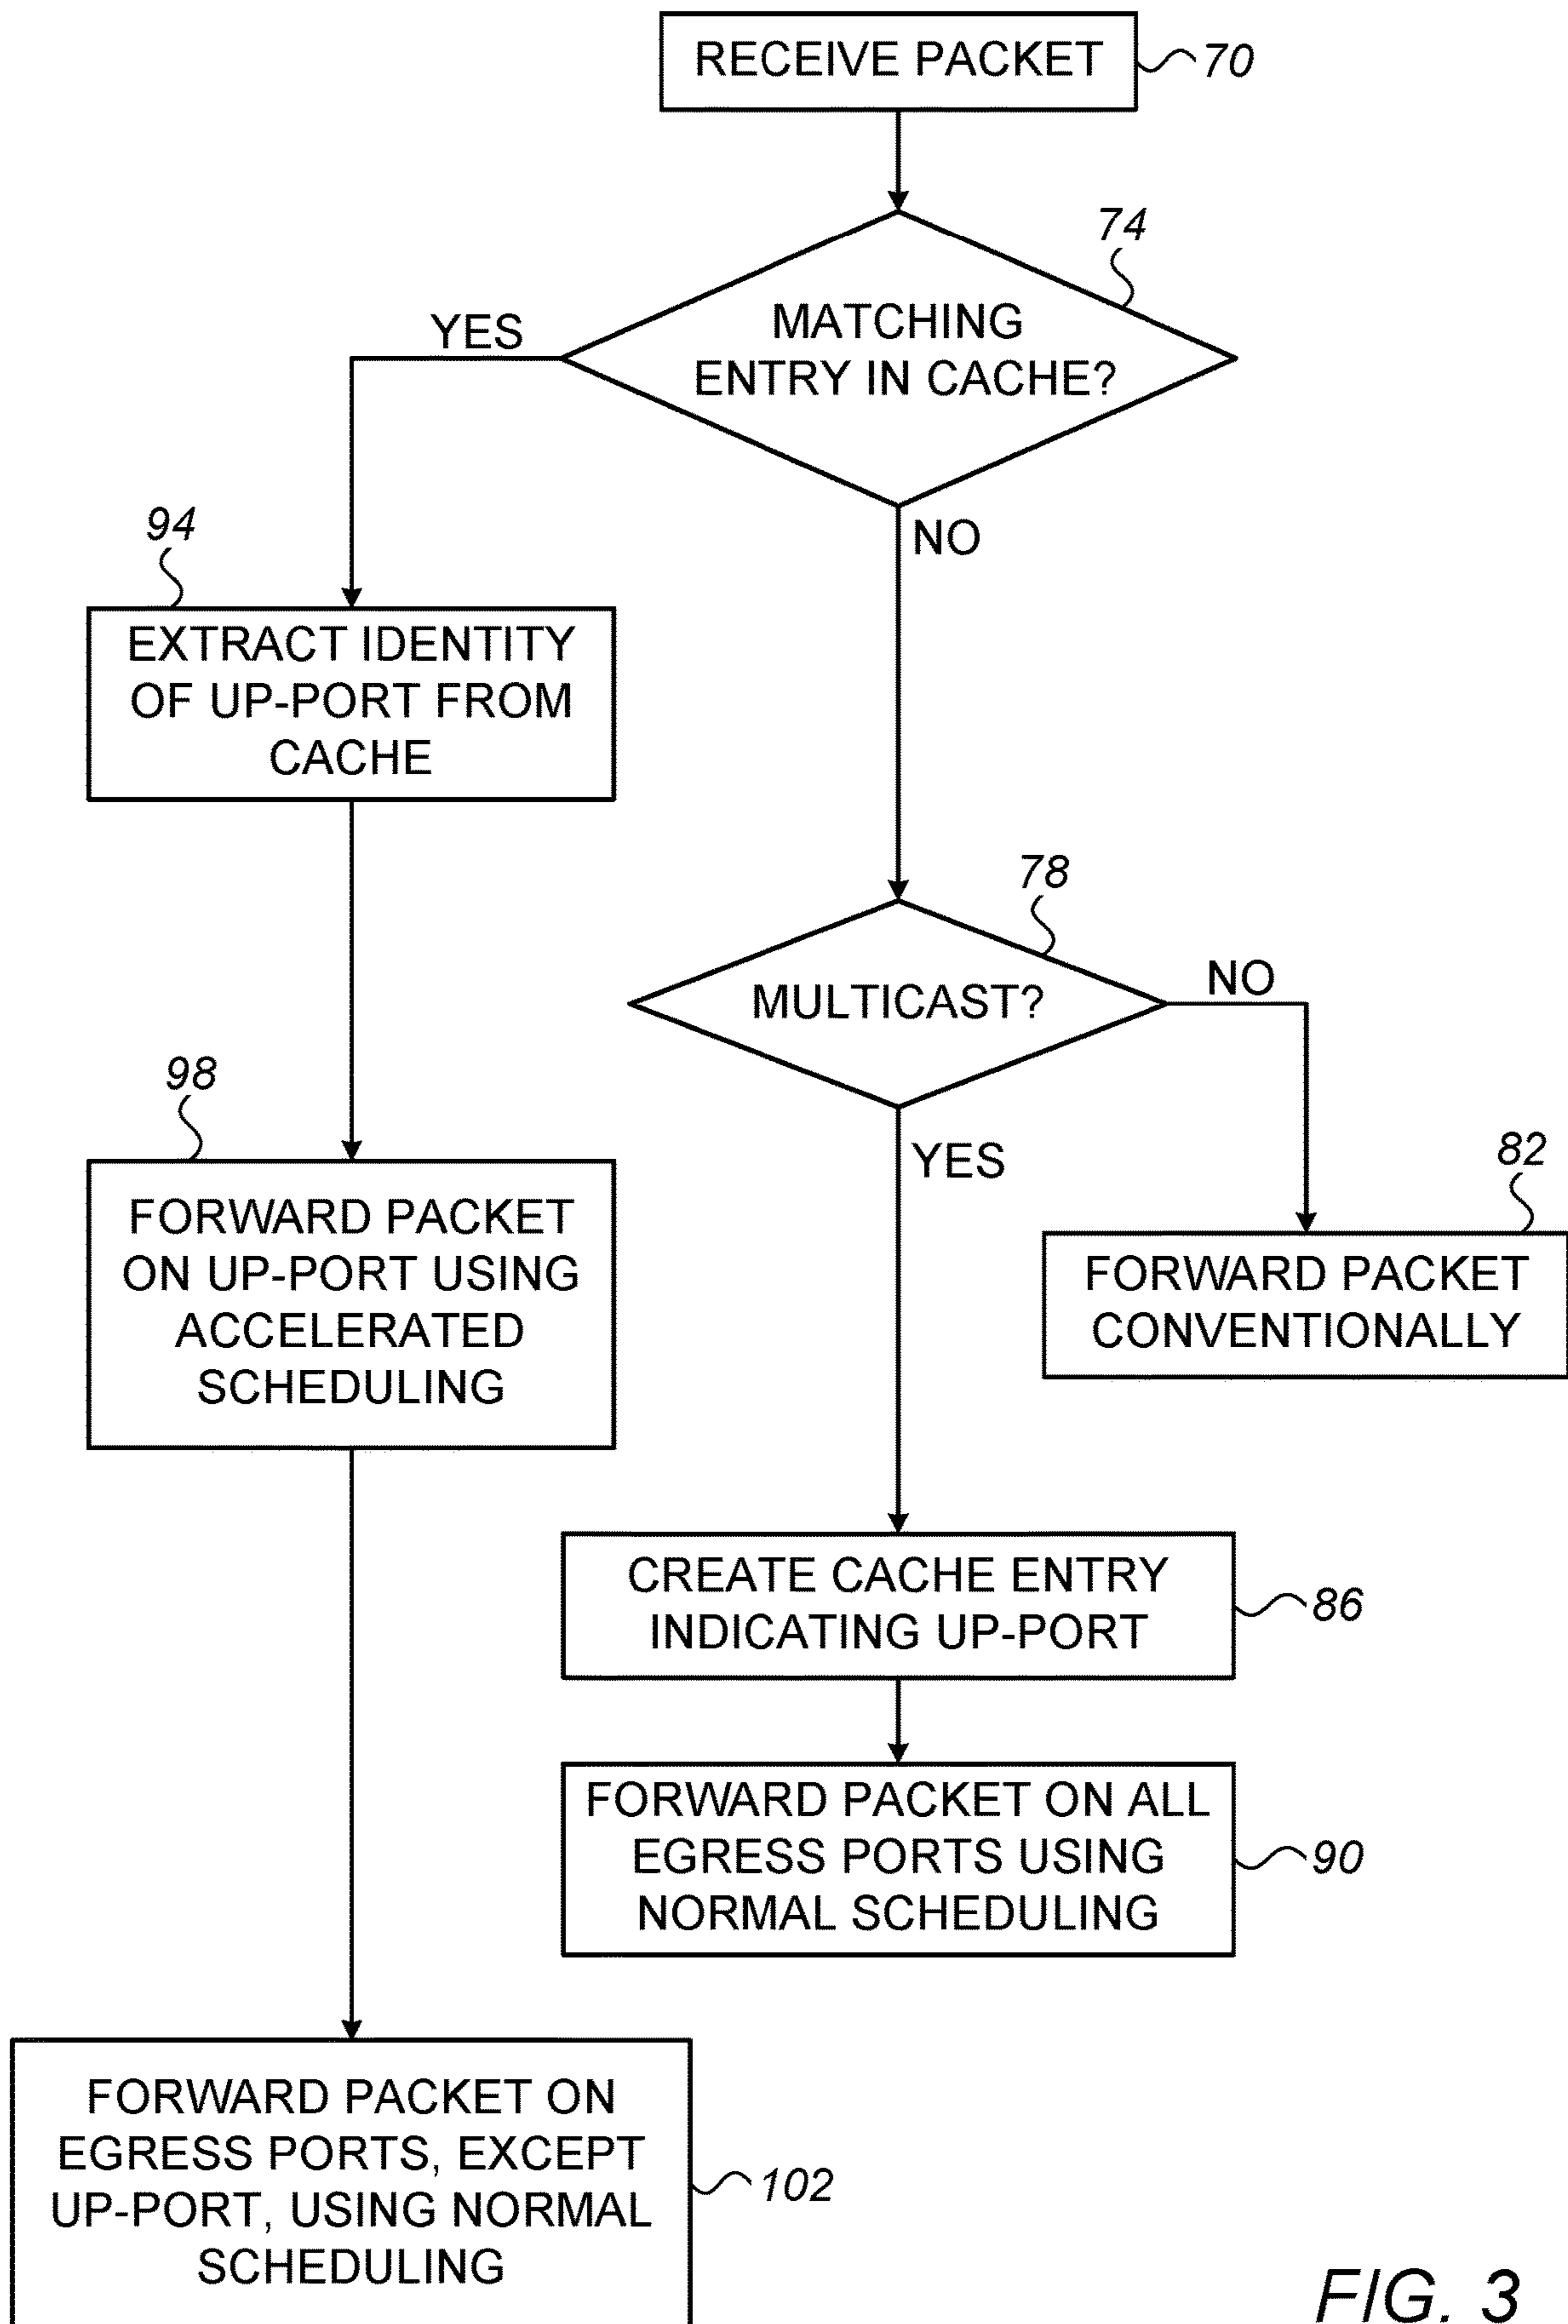 RECEIVE PACKET
70
74
MATCHING
ENTRY IN CACHE?
YES
NO
94
EXTRACT IDENTITY
OF UP-PORT FROM
CACHE
78
MULTICAST?
NO
YES
98
FORWARD PACKET
ON UP-PORT USING
ACCELERATED
SCHEDULING
82
FORWARD PACKET
CONVENTIONALLY
CREATE CACHE ENTRY
INDICATING UP-PORT
86
FORWARD PACKET ON ALL
EGRESS PORTS USING
NORMAL SCHEDULING
90
FORWARD PACKET ON
EGRESS PORTS, EXCEPT
UP-PORT, USING NORMAL
SCHEDULING
102
FIG. 3